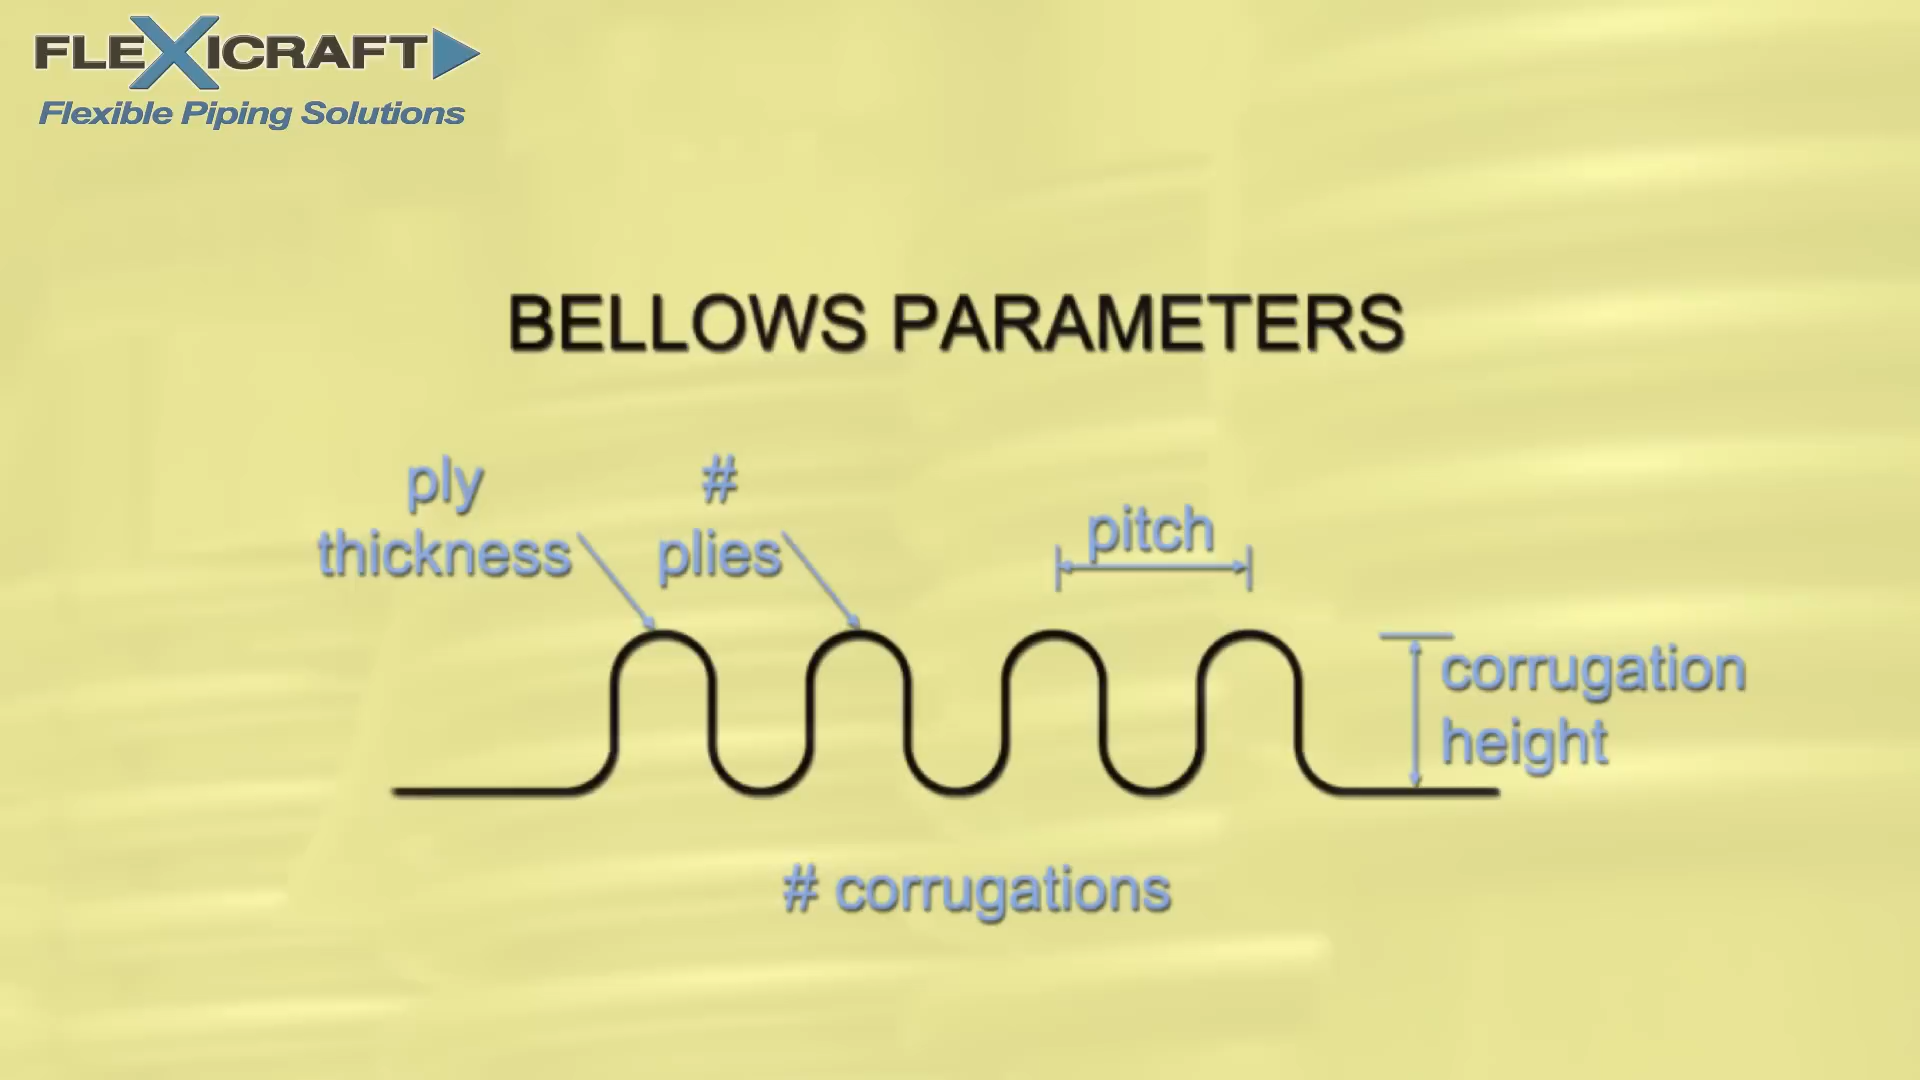 FLEXICRAFT
Flexible Piping Solutions
BELLOWS PARAMETERS
ply
thickness
#
plies
pitch
corrugation
height
# corrugations